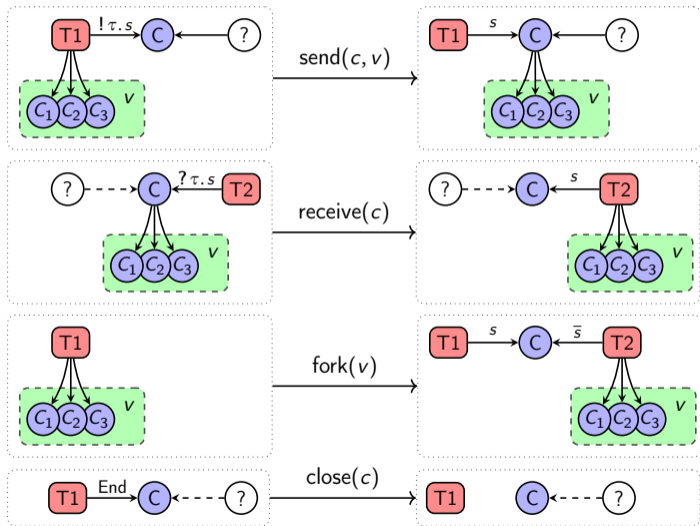 T1 ! τ.s C ?
C₁ C₂ C₃ v
send(c, v)
T1 s C ?
C₁ C₂ C₃ v
? C ? τ.s T2
C₁ C₂ C₃ v
receive(c)
? C s T2
C₁ C₂ C₃ v
T1
C₁ C₂ C₃ v
fork(v)
T1 s C s̄ T2
C₁ C₂ C₃ v
T1 End C ?
close(c)
T1 C ?